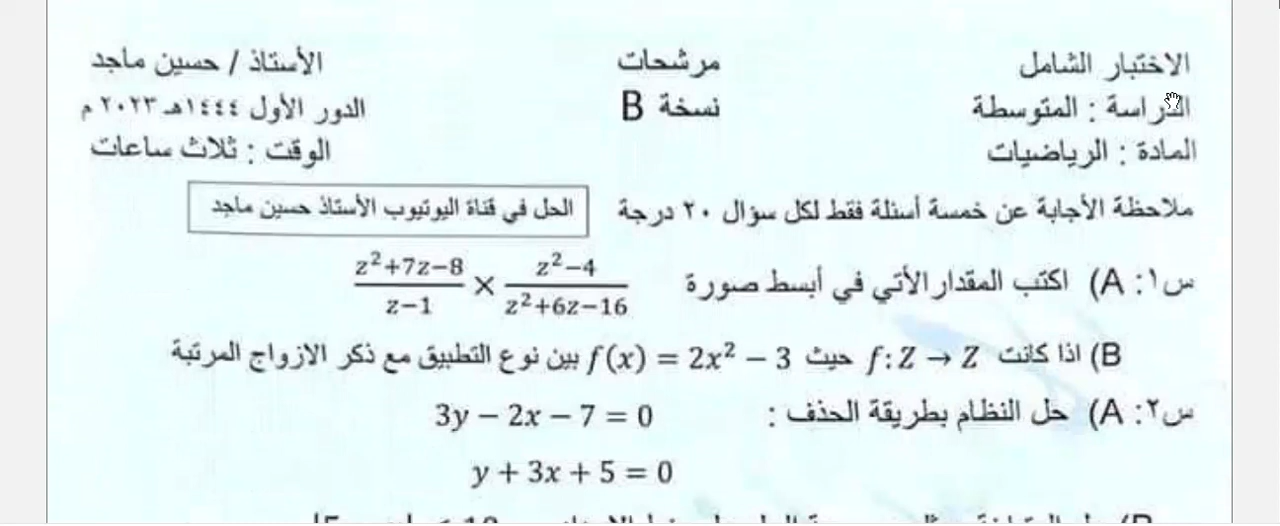 الاختبار الشامل مرشحات الأستاذ / حسين ماجد
الدراسة : المتوسطة نسخة B الدور الأول ١٤٤٤هـ ٢٠٢٣ م
المادة : الرياضيات الوقت : ثلاث ساعات
ملاحظة الأجابة عن خمسة أسئلة فقط لكل سؤال ٢٠ درجة الحل في قناة اليوتيوب الأستاذ حسين ماجد
س١: A) اكتب المقدار الأتي في أبسط صورة z²+7z−8/z−1 × z²−4/z²+6z−16
B) اذا كانت f: Z → Z حيث f(x) = 2x² − 3 بين نوع التطبيق مع ذكر الازواج المرتبة
س٢: A) حل النظام بطريقة الحذف : 3y − 2x − 7 = 0
y + 3x + 5 = 0